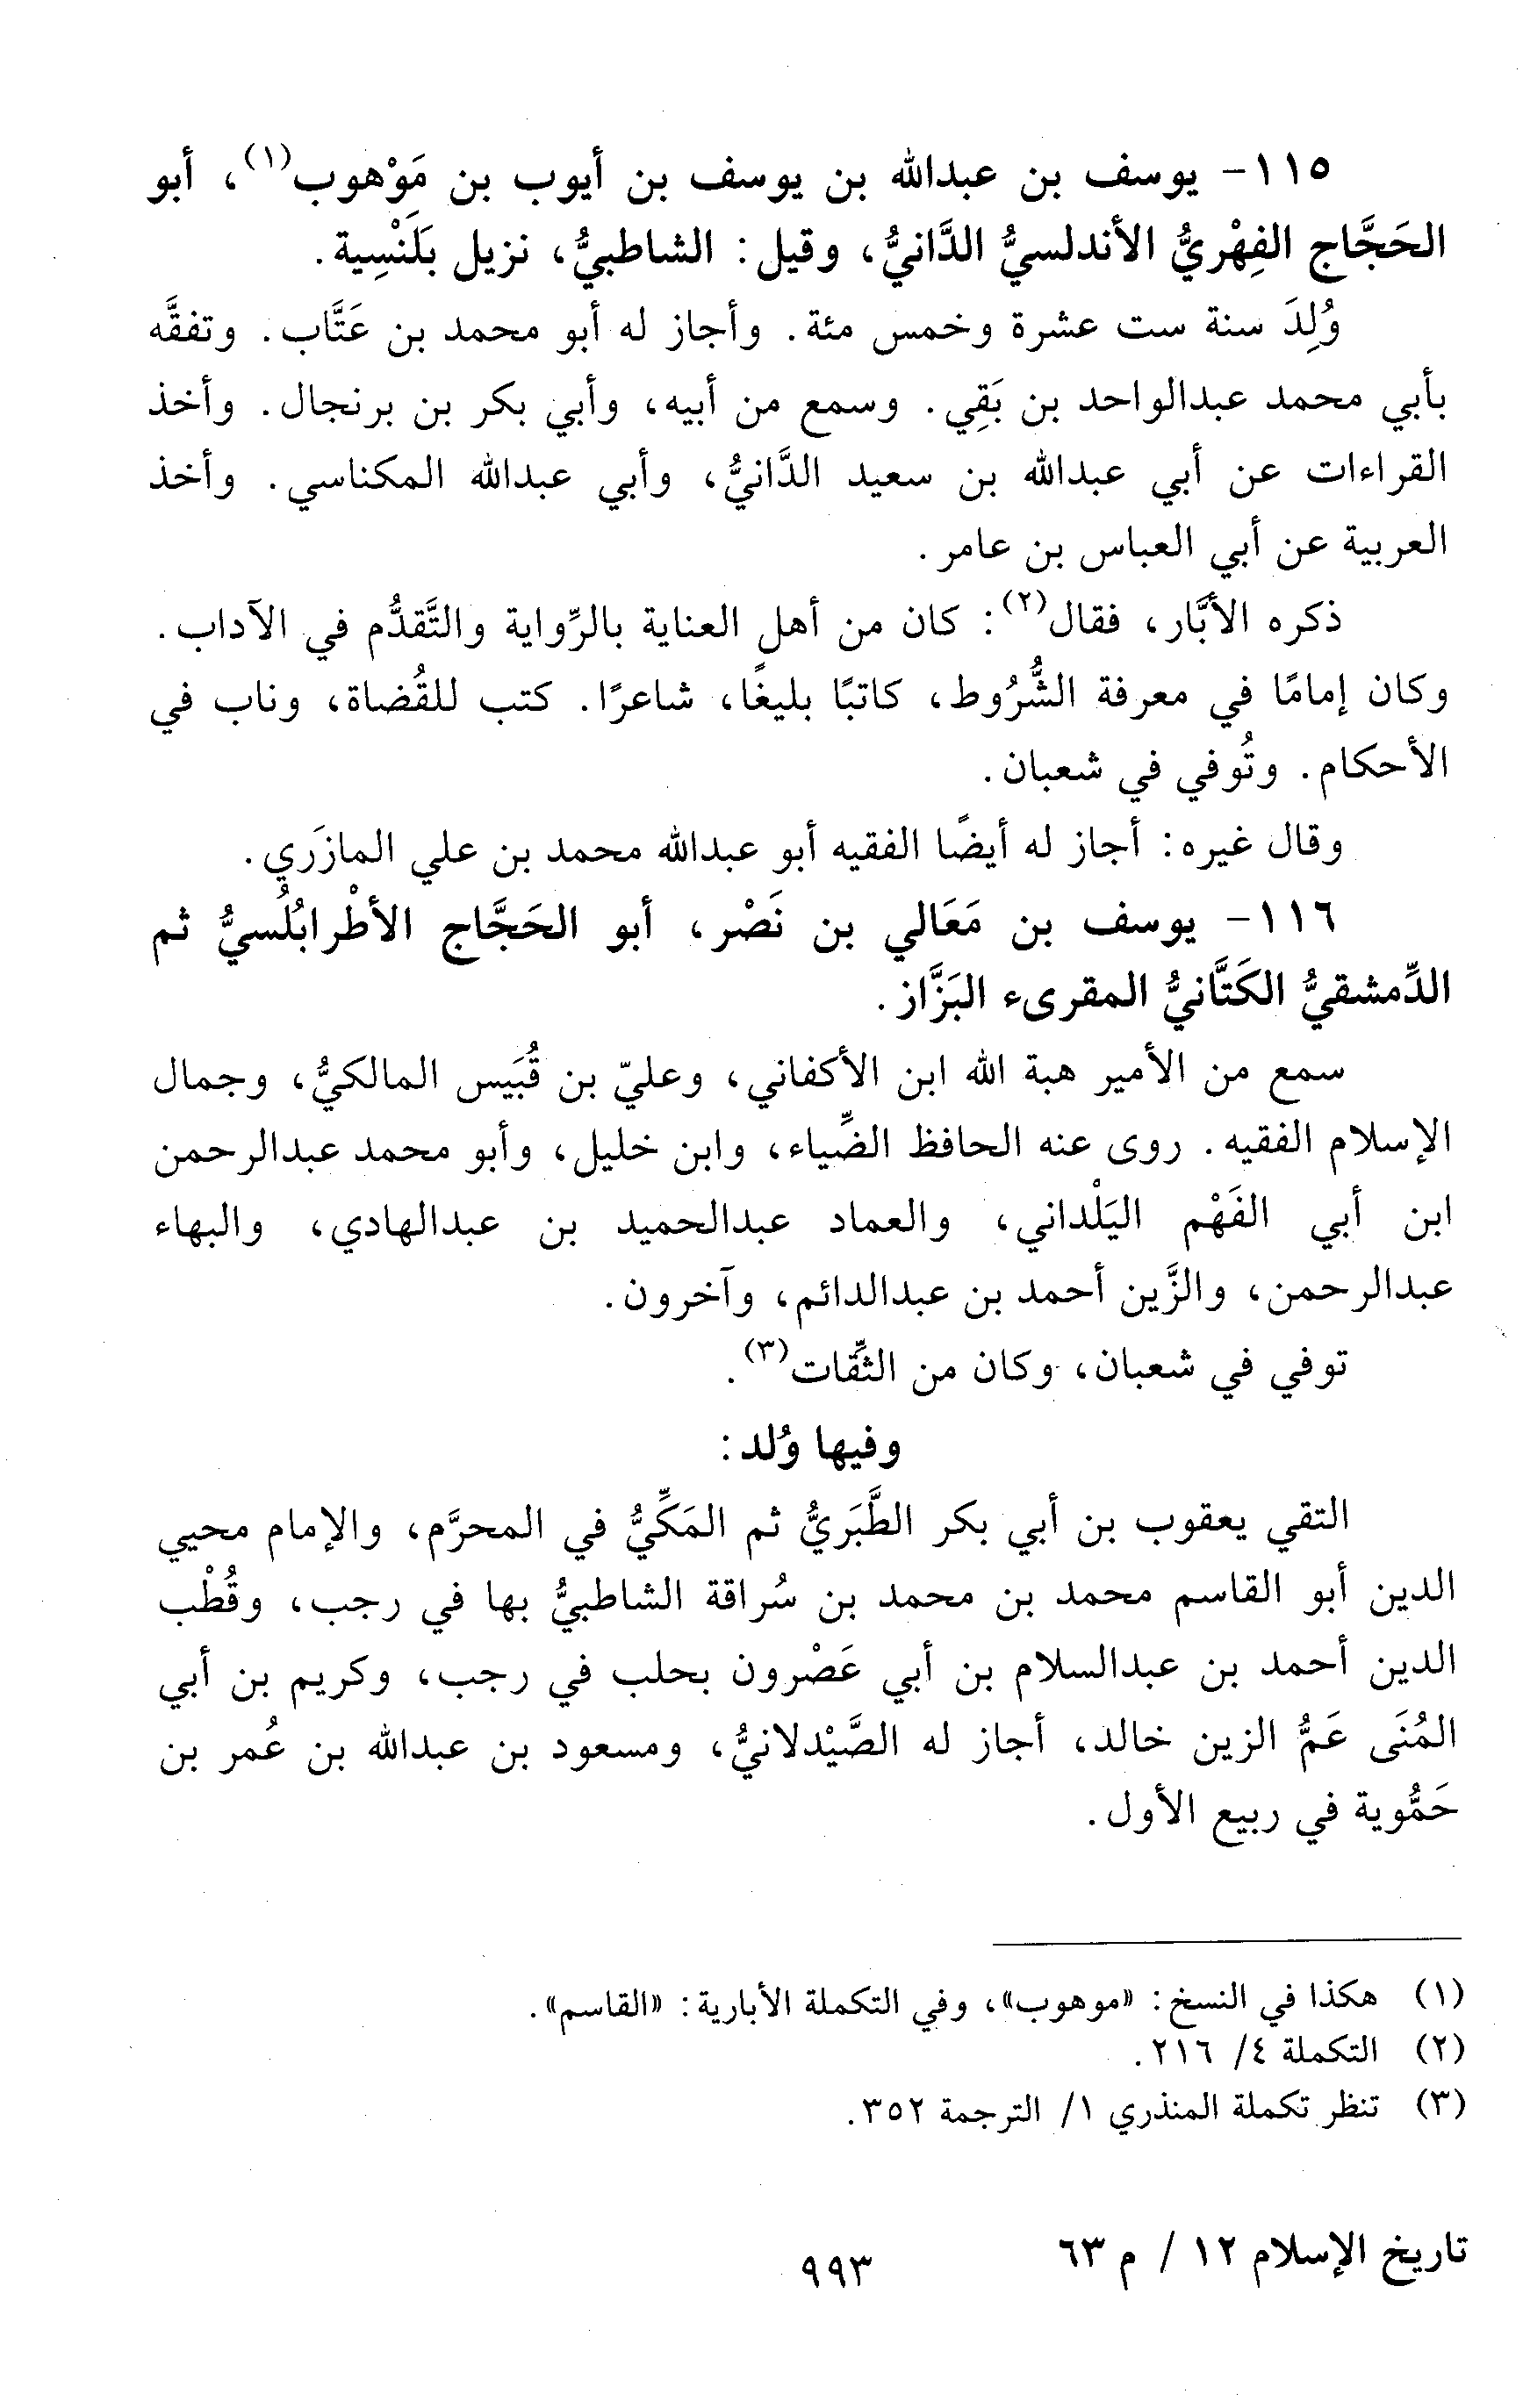 ١١٥- يوسف بن عبدالله بن يوسف بن أيوب بن مَوْهوب(١)، أبو
الحَجَّاج الفِهْريُّ الأندلسيُّ الدَّانيُّ، وقيل: الشاطبيُّ، نزيل بَلَنْسِية.
وُلِدَ سنة ست عشرة وخمس مئة. وأجاز له أبو محمد بن عَتَّاب. وتفقَّه
بأبي محمد عبدالواحد بن بَقِي. وسمع من أبيه، وأبي بكر بن برنجال. وأخذ
القراءات عن أبي عبدالله بن سعيد الدَّانيُّ، وأبي عبدالله المكناسي. وأخذ
العربية عن أبي العباس بن عامر.
ذكره الأبَّار، فقال(٢): كان من أهل العناية بالرِّواية والتَّقدُّم في الآداب.
وكان إمامًا في معرفة الشُّرُوط، كاتبًا بليغًا، شاعرًا. كتب للقُضاة، وناب في
الأحكام. وتُوفي في شعبان.
وقال غيره: أجاز له أيضًا الفقيه أبو عبدالله محمد بن علي المازَري.
١١٦- يوسف بن مَعَالي بن نَصْر، أبو الحَجَّاج الأطْرابُلُسيُّ ثم
الدِّمشقيُّ الكَتَّانيُّ المقرىء البَزَّاز.
سمع من الأمير هبة الله ابن الأكفاني، وعليّ بن قُبَيس المالكيُّ، وجمال
الإسلام الفقيه. روى عنه الحافظ الضِّياء، وابن خليل، وأبو محمد عبدالرحمن
ابن أبي الفَهْم اليَلْداني، والعماد عبدالحميد بن عبدالهادي، والبهاء
عبدالرحمن، والزَّين أحمد بن عبدالدائم، وآخرون.
توفي في شعبان، وكان من الثِّقات(٣).
وفيها وُلد:
التقي يعقوب بن أبي بكر الطَّبَريُّ ثم المَكِّيُّ في المحرَّم، والإمام محيي
الدين أبو القاسم محمد بن محمد بن سُراقة الشاطبيُّ بها في رجب، وقُطْب
الدين أحمد بن عبدالسلام بن أبي عَصْرون بحلب في رجب، وكريم بن أبي
المُنَى عَمُّ الزين خالد، أجاز له الصَّيْدلانيُّ، ومسعود بن عبدالله بن عُمر بن
حَمُّوية في ربيع الأول.
(١) هكذا في النسخ: «موهوب»، وفي التكملة الأبارية: «القاسم».
(٢) التكملة ٤/ ٢١٦.
(٣) تنظر تكملة المنذري ١/ الترجمة ٣٥٢.
تاريخ الإسلام ١٢ / م ٦٣
٩٩٣